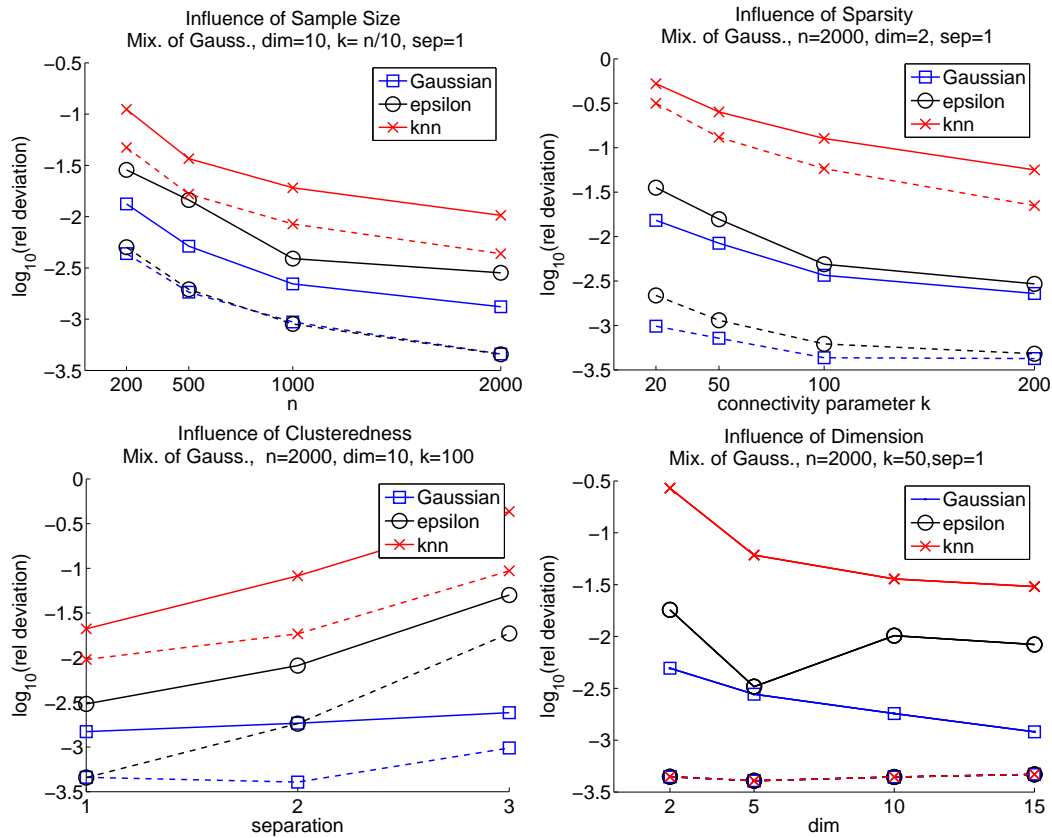 Influence of Sample Size
Mix. of Gauss., dim=10, k= n/10, sep=1
−0.5
−1
−1.5
−2
−2.5
−3
−3.5
log10(rel deviation)
200 500 1000 2000
n
Gaussian
epsilon
knn
Influence of Sparsity
Mix. of Gauss., n=2000, dim=2, sep=1
0
−0.5
−1
−1.5
−2
−2.5
−3
−3.5
log10(rel deviation)
20 50 100 200
connectivity parameter k
Gaussian
epsilon
knn
Influence of Clusteredness
Mix. of Gauss., n=2000, dim=10, k=100
0
−0.5
−1
−1.5
−2
−2.5
−3
−3.5
log10(rel deviation)
1 2 3
separation
Gaussian
epsilon
knn
Influence of Dimension
Mix. of Gauss., n=2000, k=50,sep=1
−0.5
−1
−1.5
−2
−2.5
−3
−3.5
log10(rel deviation)
2 5 10 15
dim
Gaussian
epsilon
knn